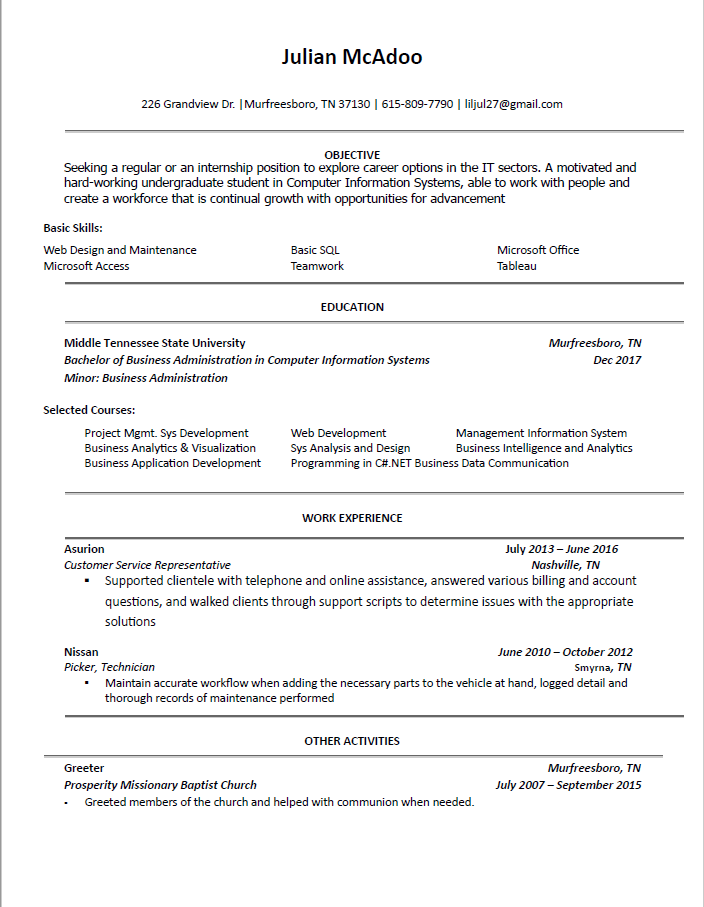 Julian McAdoo
226 Grandview Dr. |Murfreesboro, TN 37130 | 615-809-7790 | liljul27@gmail.com
OBJECTIVE
Seeking a regular or an internship position to explore career options in the IT sectors. A motivated and
hard-working undergraduate student in Computer Information Systems, able to work with people and
create a workforce that is continual growth with opportunities for advancement
Basic Skills:
Web Design and Maintenance Basic SQL Microsoft Office
Microsoft Access Teamwork Tableau
EDUCATION
Middle Tennessee State University Murfreesboro, TN
Bachelor of Business Administration in Computer Information Systems Dec 2017
Minor: Business Administration
Selected Courses:
Project Mgmt. Sys Development Web Development Management Information System
Business Analytics & Visualization Sys Analysis and Design Business Intelligence and Analytics
Business Application Development Programming in C#.NET Business Data Communication
WORK EXPERIENCE
Asurion July 2013 – June 2016
Customer Service Representative Nashville, TN
▪ Supported clientele with telephone and online assistance, answered various billing and account
questions, and walked clients through support scripts to determine issues with the appropriate
solutions
Nissan June 2010 – October 2012
Picker, Technician Smyrna, TN
▪ Maintain accurate workflow when adding the necessary parts to the vehicle at hand, logged detail and
thorough records of maintenance performed
OTHER ACTIVITIES
Greeter Murfreesboro, TN
Prosperity Missionary Baptist Church July 2007 – September 2015
• Greeted members of the church and helped with communion when needed.